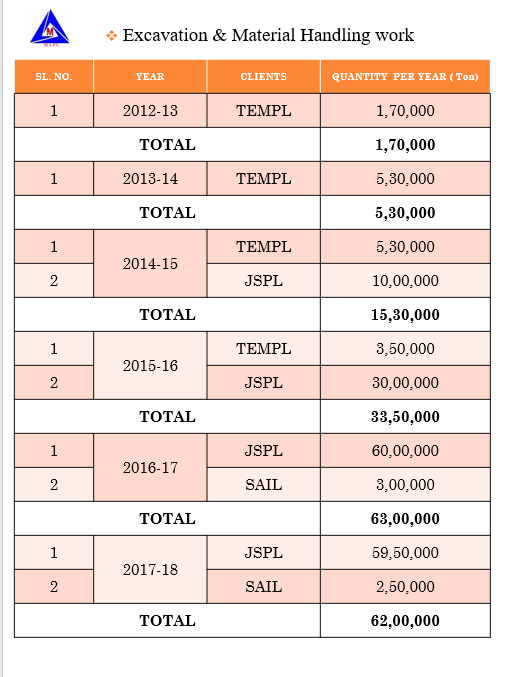 M
MAPL
❖ Excavation & Material Handling work
SL. NO. YEAR CLIENTS QUANTITY PER YEAR ( Ton)
1 2012-13 TEMPL 1,70,000
TOTAL 1,70,000
1 2013-14 TEMPL 5,30,000
TOTAL 5,30,000
1 2014-15 TEMPL 5,30,000
2 JSPL 10,00,000
TOTAL 15,30,000
1 2015-16 TEMPL 3,50,000
2 JSPL 30,00,000
TOTAL 33,50,000
1 2016-17 JSPL 60,00,000
2 SAIL 3,00,000
TOTAL 63,00,000
1 2017-18 JSPL 59,50,000
2 SAIL 2,50,000
TOTAL 62,00,000